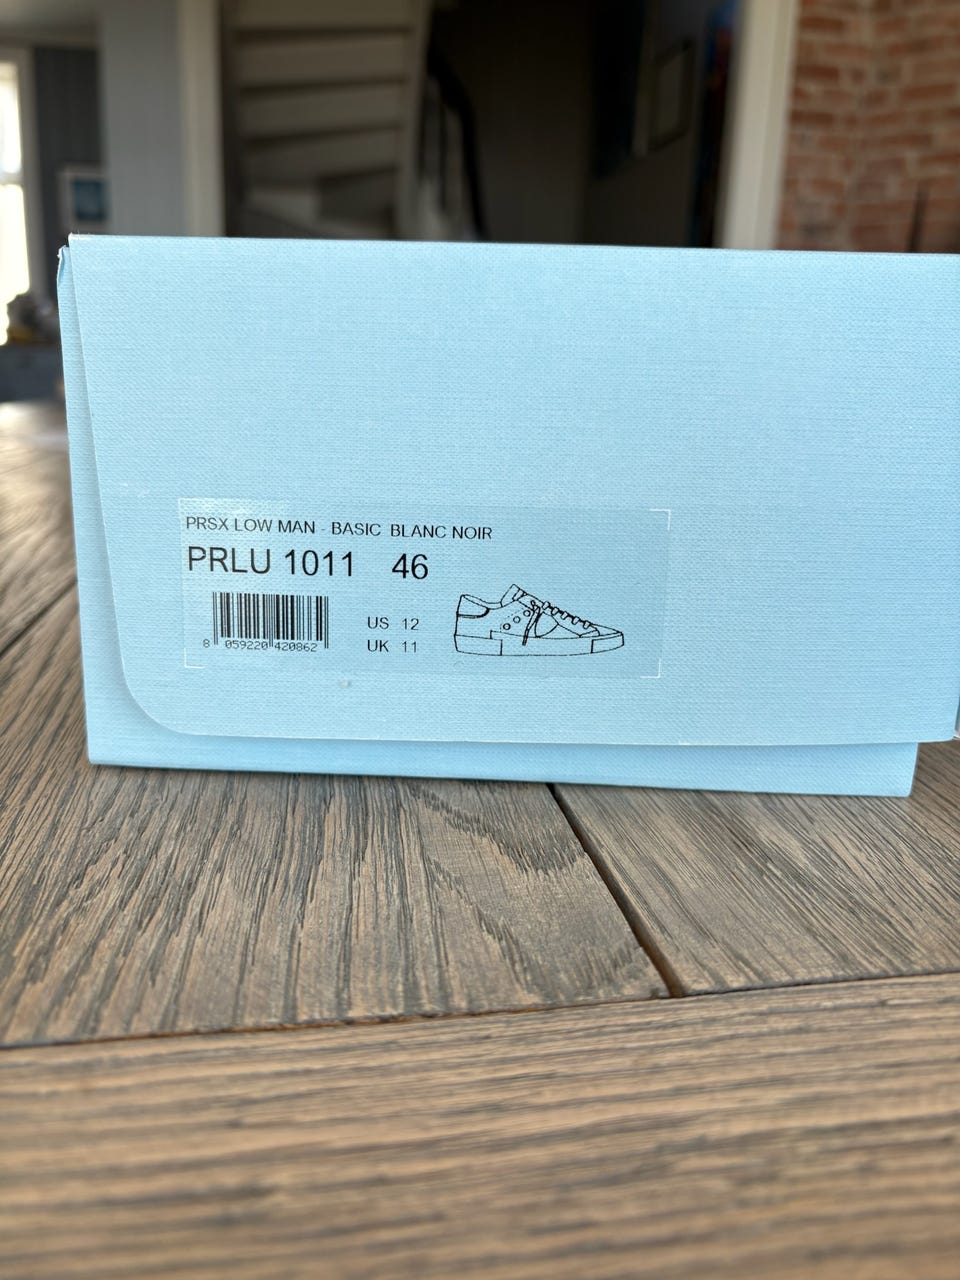 PRSX LOW MAN - BASIC BLANC NOIR
PRLU 1011 46
US 12
UK 11
8 059220 420862